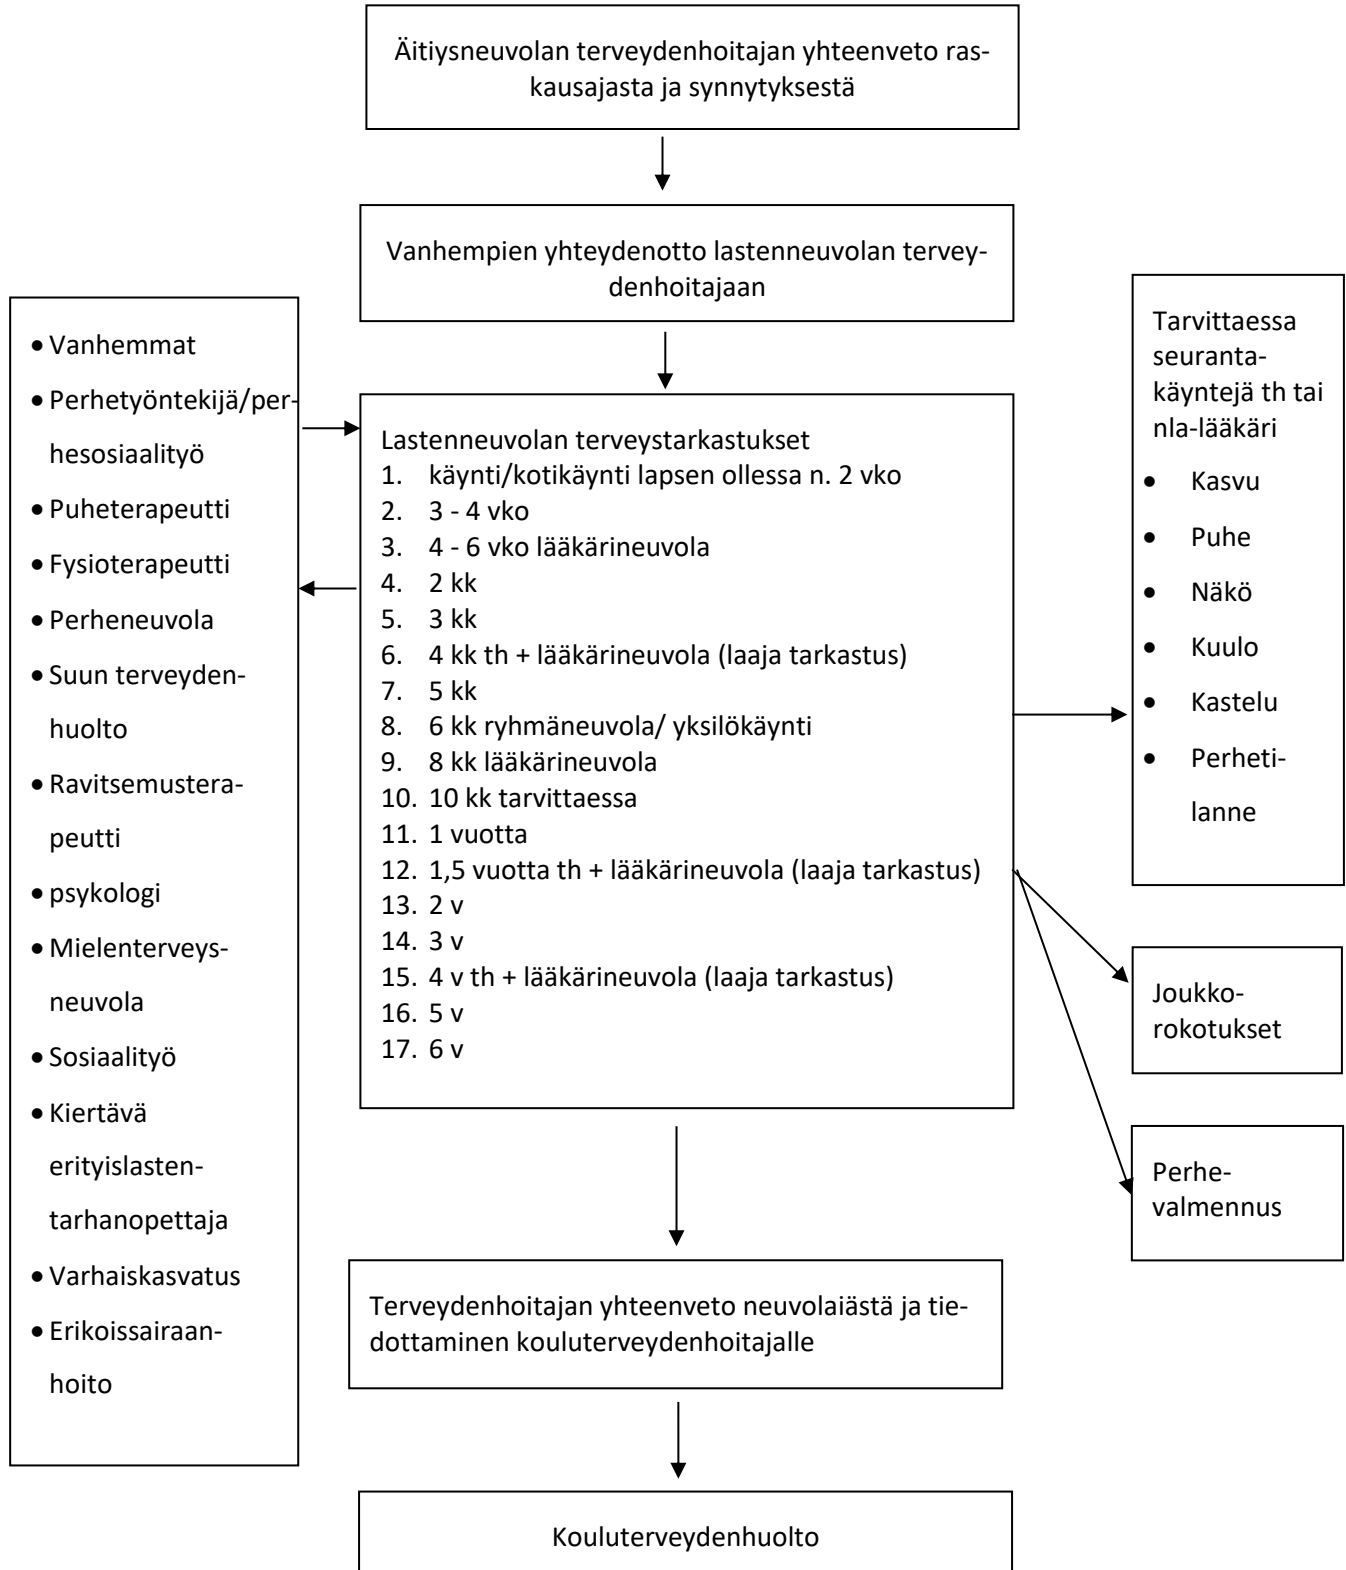 Äitiysneuvolan terveydenhoitajan yhteenveto ras-
kausajasta ja synnytyksestä
Vanhempien yhteydenotto lastenneuvolan tervey-
denhoitajaan
• Vanhemmat
• Perhetyöntekijä/per-
hesosiaalityö
• Puheterapeutti
• Fysioterapeutti
• Perheneuvola
• Suun terveyden-
huolto
• Ravitsemustera-
peutti
• psykologi
• Mielenterveys-
neuvola
• Sosiaalityö
• Kiertävä
erityislasten-
tarhanopettaja
• Varhaiskasvatus
• Erikoissairaan-
hoito
Lastenneuvolan terveystarkastukset
1. käynti/kotikäynti lapsen ollessa n. 2 vko
2. 3 - 4 vko
3. 4 - 6 vko lääkärineuvola
4. 2 kk
5. 3 kk
6. 4 kk th + lääkärineuvola (laaja tarkastus)
7. 5 kk
8. 6 kk ryhmäneuvola/ yksilökäynti
9. 8 kk lääkärineuvola
10. 10 kk tarvittaessa
11. 1 vuotta
12. 1,5 vuotta th + lääkärineuvola (laaja tarkastus)
13. 2 v
14. 3 v
15. 4 v th + lääkärineuvola (laaja tarkastus)
16. 5 v
17. 6 v
Tarvittaessa
seuranta-
käyntejä th tai
nla-lääkäri
• Kasvu
• Puhe
• Näkö
• Kuulo
• Kastelu
• Perheti-
lanne
Joukko-
rokotukset
Perhe-
valmennus
Terveydenhoitajan yhteenveto neuvolaiästä ja tie-
dottaminen kouluterveydenhoitajalle
Kouluterveydenhuolto